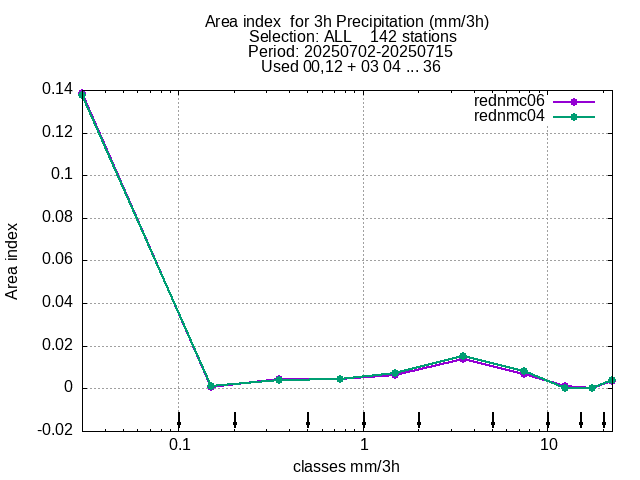 Area index  for 3h Precipitation (mm/3h)
Selection: ALL    142 stations
Period: 20250702-20250715
Used 00,12 + 03 04 ... 36
rednmc06
rednmc04
0.14
0.12
0.1
0.08
0.06
0.04
0.02
0
-0.02
Area index
0.1 1 10
classes mm/3h